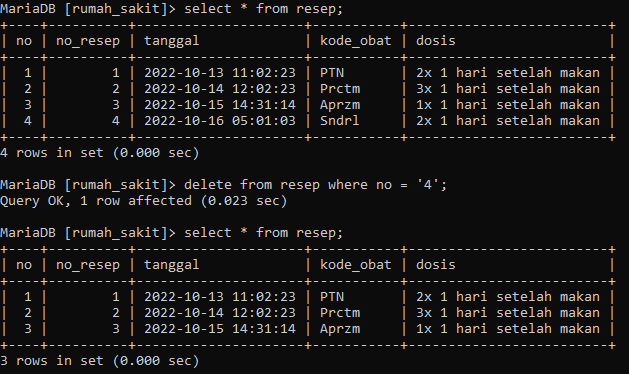 MariaDB [rumah_sakit]> select * from resep;
+----+----------+---------------------+-----------+-------------------------+
| no | no_resep | tanggal             | kode_obat | dosis                   |
+----+----------+---------------------+-----------+-------------------------+
|  1 |        1 | 2022-10-13 11:02:23 | PTN       | 2x 1 hari setelah makan |
|  2 |        2 | 2022-10-14 12:02:23 | Prctm     | 3x 1 hari setelah makan |
|  3 |        3 | 2022-10-15 14:31:14 | Aprzm     | 1x 1 hari setelah makan |
|  4 |        4 | 2022-10-16 05:01:03 | Sndrl     | 2x 1 hari setelah makan |
+----+----------+---------------------+-----------+-------------------------+
4 rows in set (0.000 sec)
MariaDB [rumah_sakit]> delete from resep where no = '4';
Query OK, 1 row affected (0.023 sec)
MariaDB [rumah_sakit]> select * from resep;
+----+----------+---------------------+-----------+-------------------------+
| no | no_resep | tanggal             | kode_obat | dosis                   |
+----+----------+---------------------+-----------+-------------------------+
|  1 |        1 | 2022-10-13 11:02:23 | PTN       | 2x 1 hari setelah makan |
|  2 |        2 | 2022-10-14 12:02:23 | Prctm     | 3x 1 hari setelah makan |
|  3 |        3 | 2022-10-15 14:31:14 | Aprzm     | 1x 1 hari setelah makan |
+----+----------+---------------------+-----------+-------------------------+
3 rows in set (0.000 sec)